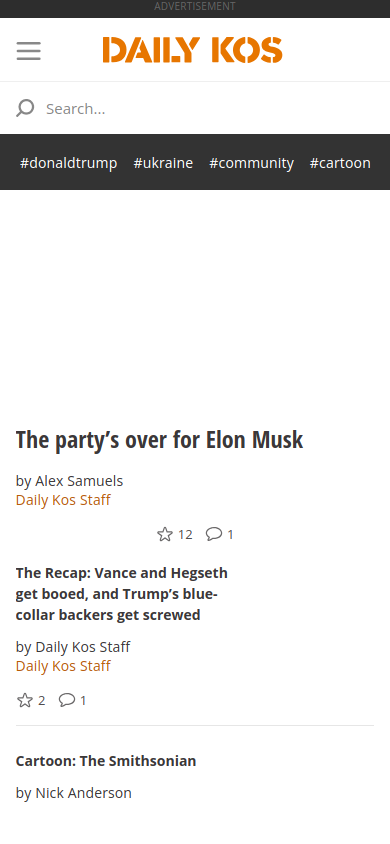 ADVERTISEMENT
DAILY KOS
Search...
#donaldtrump #ukraine #community #cartoon
The party’s over for Elon Musk
by Alex Samuels
Daily Kos Staff
12 1
The Recap: Vance and Hegseth
get booed, and Trump’s blue-
collar backers get screwed
by Daily Kos Staff
Daily Kos Staff
2 1
Cartoon: The Smithsonian
by Nick Anderson